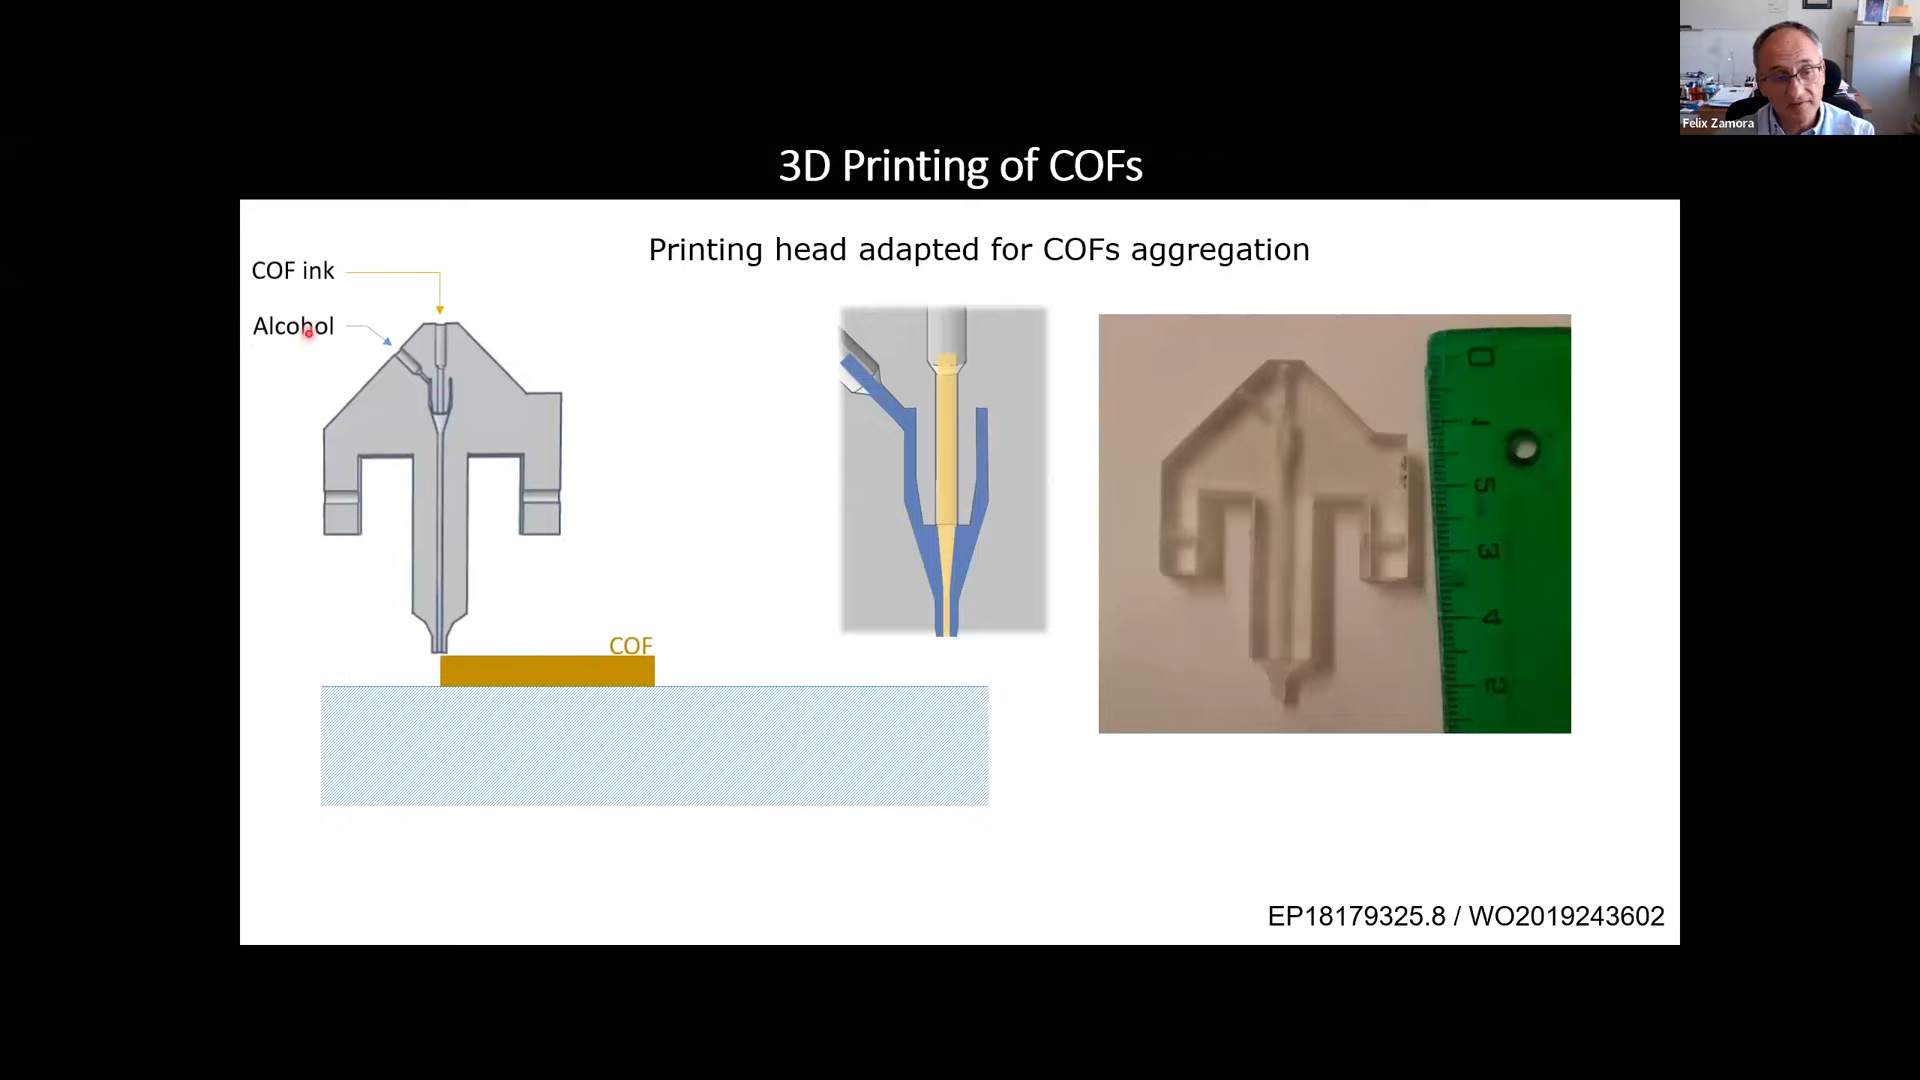 Felix Zamora
3D Printing of COFs
Printing head adapted for COFs aggregation
COF ink
Alcohol
COF
0
1
2
3
4
5
EP18179325.8 / WO2019243602